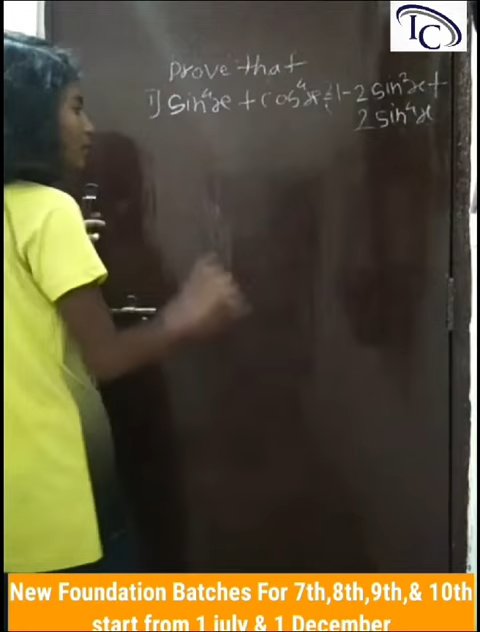 IC
Prove that
1) sin⁴x + cos⁴x = 1 - 2 sin²x +
2 sin⁴x
New Foundation Batches For 7th,8th,9th,& 10th
start from 1 july & 1 December